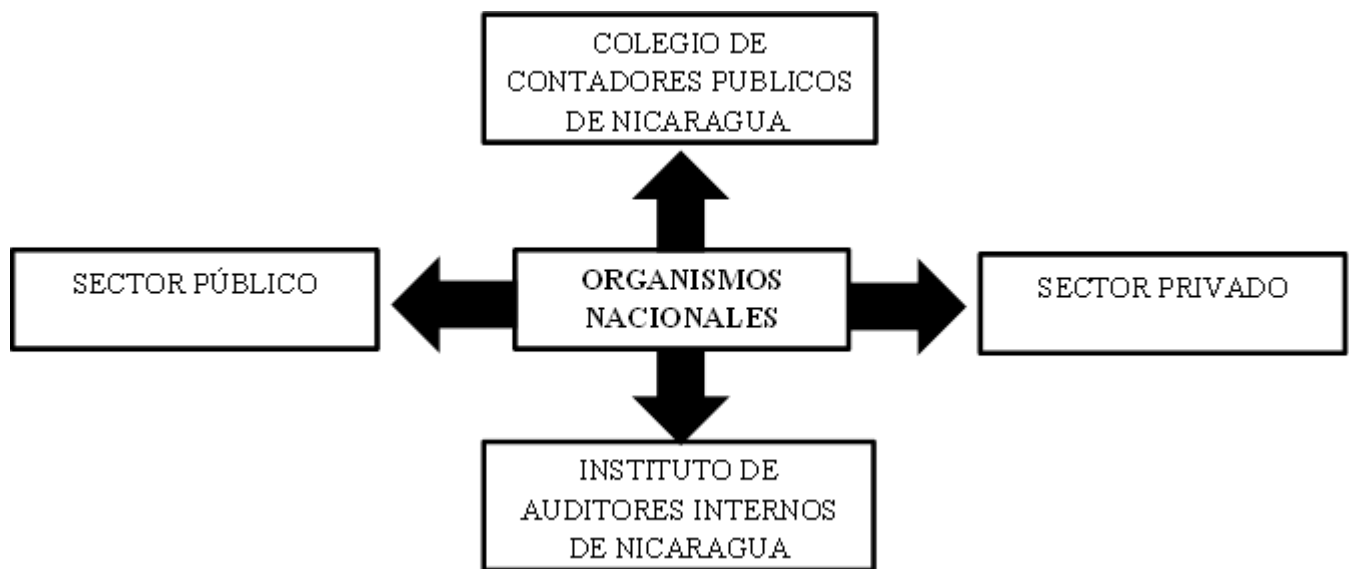 COLEGIO DE
CONTADORES PUBLICOS
DE NICARAGUA
SECTOR PÚBLICO
ORGANISMOS
NACIONALES
SECTOR PRIVADO
INSTITUTO DE
AUDITORES INTERNOS
DE NICARAGUA